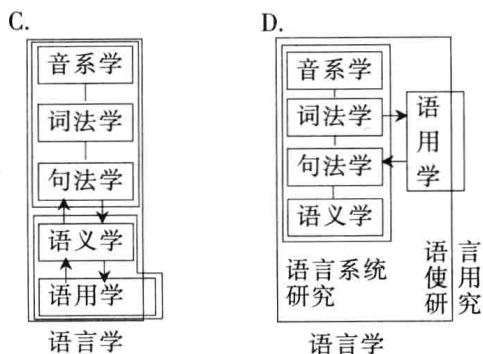 C.
音系学
词法学
句法学
语义学
语用学
语言学
D.
音系学
词法学
句法学
语义学
语用学
语言系统
研究
语言
使用
研究
语言学